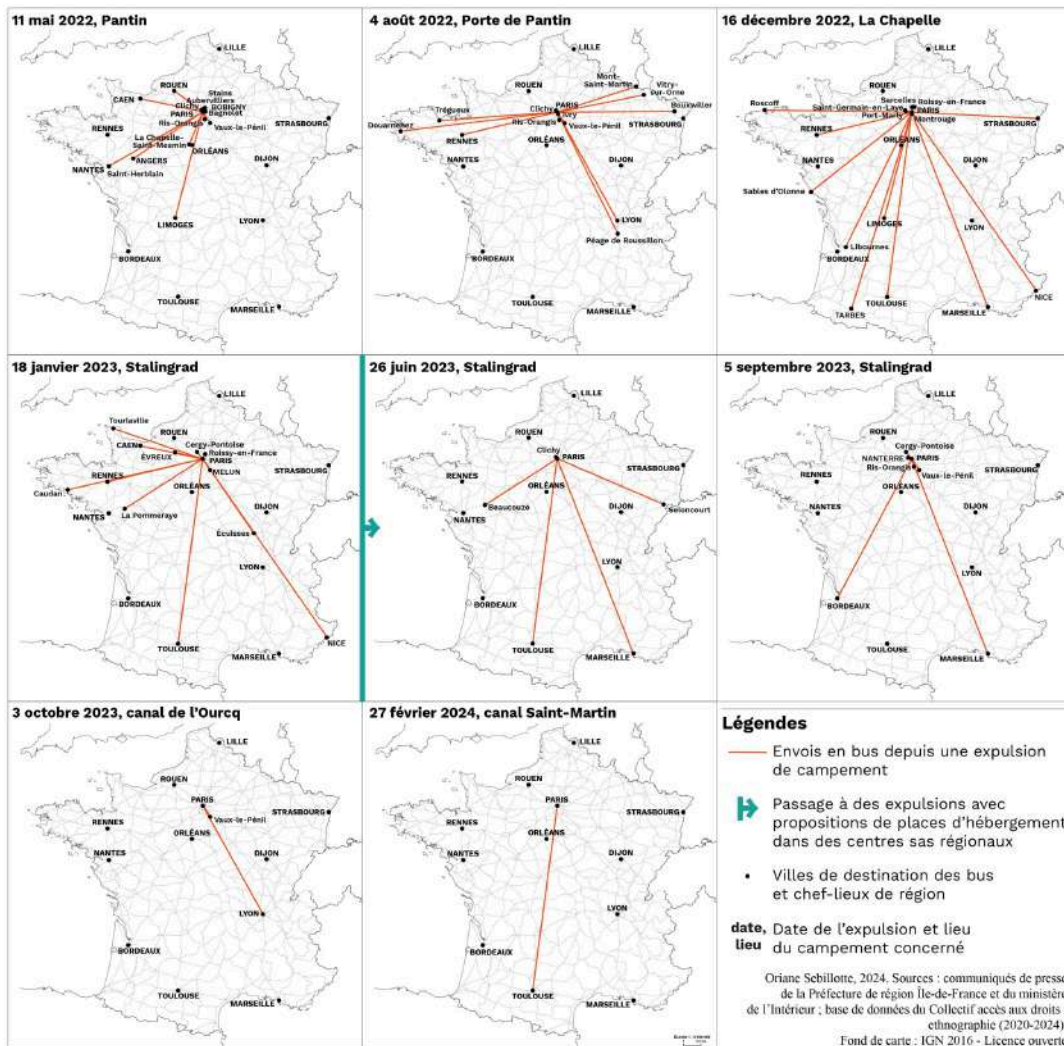 11 mai 2022, Pantin
LILLE
ROUEN
CAEN
Stains
Aubervilliers
Clichy
BOBIGNY
PARIS
Bagnolet
Ris-Orangis
Vaux-le-Pénil
STRASBOURG
RENNES
La Chapelle-
Saint-Mesmin
ORLÉANS
ANGERS
NANTES
Saint-Herblain
DIJON
LIMOGES
LYON
BORDEAUX
TOULOUSE
MARSEILLE
4 août 2022, Porte de Pantin
LILLE
ROUEN
Mont-
Saint-Martin
Vitry-
sur-Orne
Bouxwiller
PARIS
Clichy
Trégueux
Douarnenez
Ris-Orangis
Ivry
Vaux-le-Pénil
STRASBOURG
RENNES
ORLÉANS
NANTES
DIJON
LYON
Péage de Roussillon
BORDEAUX
TOULOUSE
MARSEILLE
16 décembre 2022, La Chapelle
LILLE
ROUEN
Sarcelles
Roissy-en-France
Roscoff
Saint-Germain-en-Laye
PARIS
Port-Marly
Montrouge
STRASBOURG
RENNES
ORLÉANS
NANTES
DIJON
Sables d'Olonne
LIMOGES
LYON
Libournes
BORDEAUX
NICE
TOULOUSE
TARBES
MARSEILLE
18 janvier 2023, Stalingrad
LILLE
Tourlaville
ROUEN
CAEN
Cergy-Pontoise
ÉVREUX
Roissy-en-France
PARIS
MELUN
STRASBOURG
RENNES
Caudan
ORLÉANS
La Pommeraye
NANTES
DIJON
Écuisses
LYON
BORDEAUX
NICE
TOULOUSE
MARSEILLE
26 juin 2023, Stalingrad
LILLE
ROUEN
Clichy
PARIS
STRASBOURG
RENNES
ORLÉANS
Beaucouzé
NANTES
DIJON
Seloncourt
LYON
BORDEAUX
TOULOUSE
MARSEILLE
5 septembre 2023, Stalingrad
LILLE
ROUEN
Cergy-Pontoise
NANTERRE
PARIS
Ris-Orangis
Vaux-le-Pénil
STRASBOURG
RENNES
ORLÉANS
NANTES
DIJON
LYON
BORDEAUX
TOULOUSE
MARSEILLE
3 octobre 2023, canal de l'Ourcq
LILLE
ROUEN
PARIS
Vaux-le-Pénil
STRASBOURG
RENNES
ORLÉANS
NANTES
DIJON
LYON
BORDEAUX
TOULOUSE
MARSEILLE
27 février 2024, canal Saint-Martin
LILLE
ROUEN
PARIS
STRASBOURG
RENNES
ORLÉANS
NANTES
DIJON
LYON
BORDEAUX
TOULOUSE
MARSEILLE
Légendes
Envois en bus depuis une expulsion
de campement
Passage à des expulsions avec
propositions de places d'hébergement
dans des centres sas régionaux
Villes de destination des bus
et chef-lieux de région
date,
lieu
Date de l'expulsion et lieu
du campement concerné
Oriane Sebillotte, 2024. Sources : communiqués de presse
de la Préfecture de région Île-de-France et du ministère
de l'Intérieur ; base de données du Collectif accès aux droits
ethnographie (2020-2024)
Fond de carte : IGN 2016 - Licence ouverte